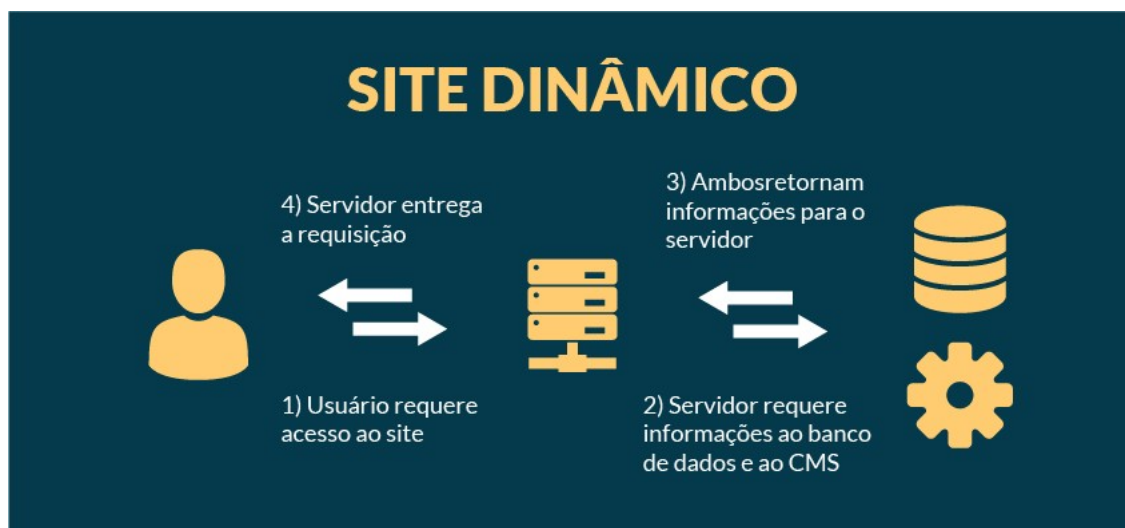 SITE DINÂMICO
4) Servidor entrega
a requisição
3) Ambosretornam
informações para o
servidor
1) Usuário requere
acesso ao site
2) Servidor requere
informações ao banco
de dados e ao CMS